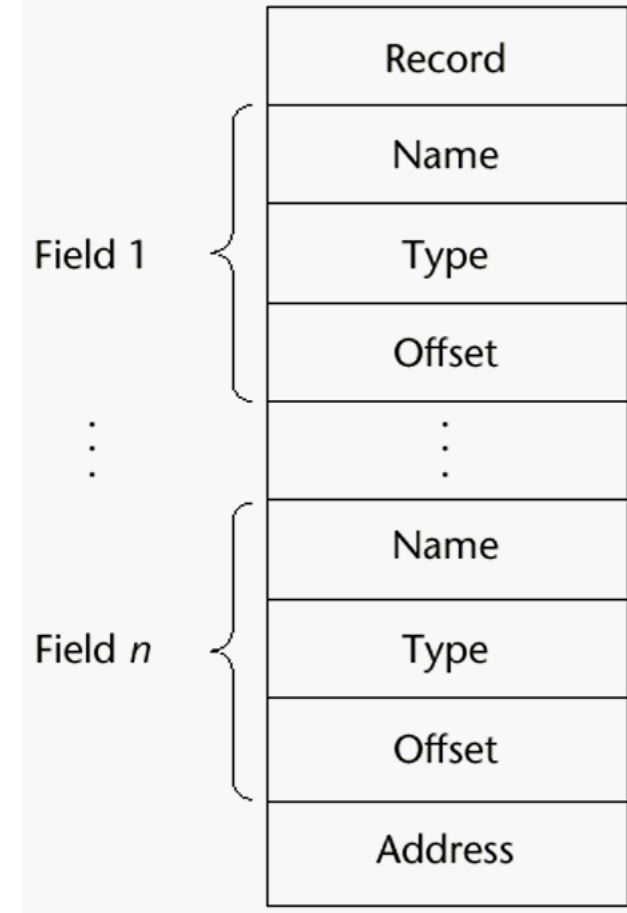 Record
Name
Field 1
Type
Offset
Name
Field n
Type
Offset
Address